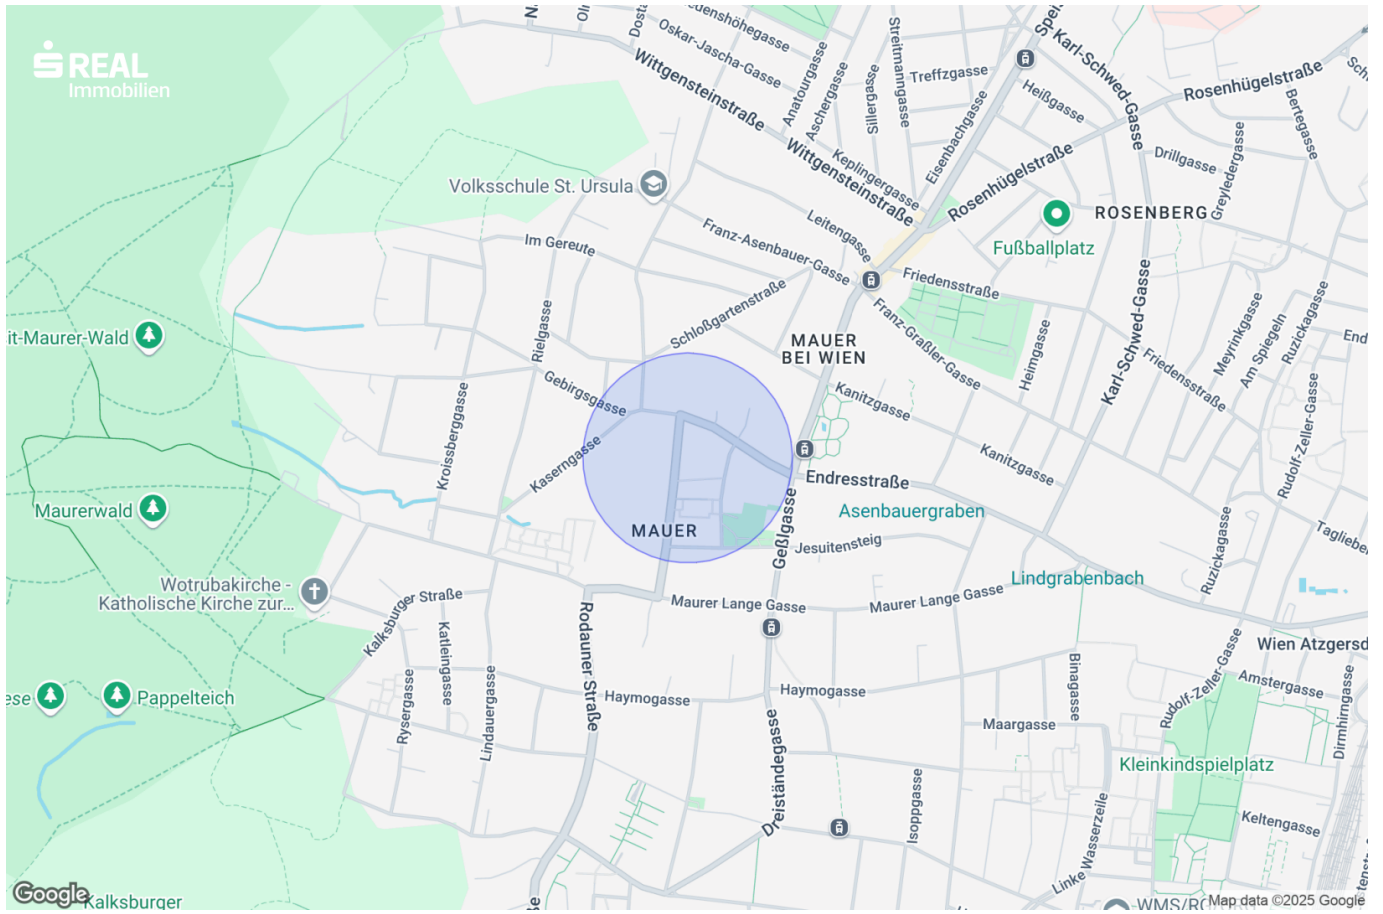 S REAL
Immobilien
Wittgensteinstraße
Oskar-Jascha-Gasse
Anatourgasse
Aschergasse
Sillergasse
Streitmanngasse
Treffzgasse
Karl-Schwed-Gasse
Rosenhügelstraße
Heißgasse
Bertegasse
Eisenbachgasse
Keplingergasse
Wittgensteinstraße
Rosenhügelstraße
Drillgasse
Greyledergasse
Volksschule St. Ursula
Leitengasse
ROSENBERG
Im Gereute
Franz-Asenbauer-Gasse
Fußballplatz
Friedensstraße
Karl-Schwed-Gasse
Rielgasse
Schloßgartenstraße
Franz-Graßler-Gasse
Heimgasse
Meyrinkgasse
Am Spiegeln
Ruzickagasse
it-Maurer-Wald
MAUER
BEI WIEN
Friedensstraße
Gebirgsgasse
Kroissberggasse
Kanitzgasse
Kaserngasse
Kanitzgasse
Rudolf-Zeller-Gasse
Endresstraße
Maurerwald
Asenbauergraben
MAUER
Geßlgasse
Jesuitensteig
Ruzickagasse
Wotrubakirche -
Katholische Kirche zur...
Lindgrabenbach
Kalksburger Straße
Maurer Lange Gasse
Maurer Lange Gasse
Rodauner Straße
Katleingasse
Wien Atzgersd
Binagasse
Rudolf-Zeller-Gasse
Amstergasse
Pappelteich
ese
Rysergasse
Lindauergasse
Haymogasse
Haymogasse
Maargasse
Dirmhirngasse
Dreiständegasse
Kleinkindspielplatz
Isoppgasse
Keltengasse
Linke Wasserzeile
Google
Kalksburger
Map data ©2025 Google